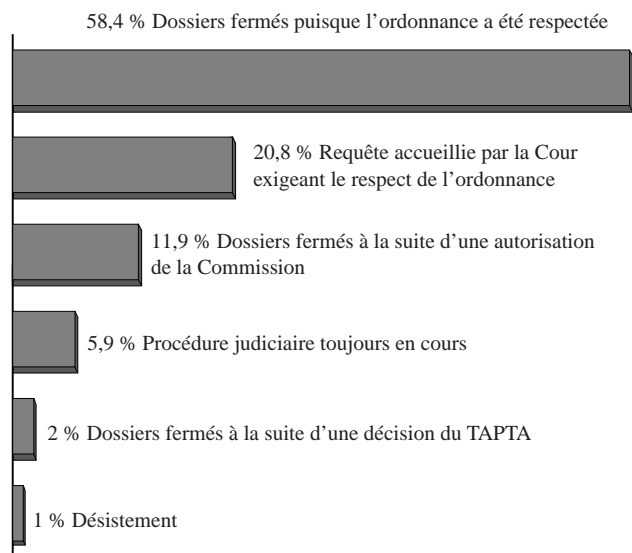 58,4 % Dossiers fermés puisque l’ordonnance a été respectée
20,8 % Requête accueillie par la Cour
exigeant le respect de l’ordonnance
11,9 % Dossiers fermés à la suite d’une autorisation
de la Commission
5,9 % Procédure judiciaire toujours en cours
2 % Dossiers fermés à la suite d’une décision du TAPTA
1 % Désistement